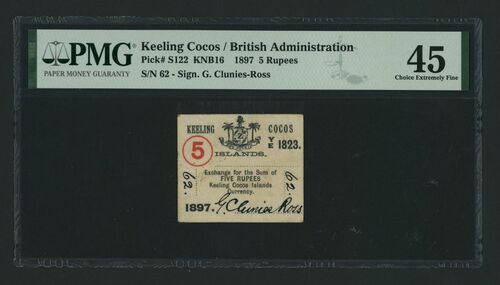 PMG
PAPER MONEY GUARANTY
Keeling Cocos / British Administration
Pick# S122 KNB16 1897 5 Rupees
S/N 62 - Sign. G. Clunies-Ross
45
Choice Extremely Fine
KEELING COCOS
5 YE 1823.
ISLANDS.
Exchange for the Sum of
FIVE RUPEES
Keeling Cocos Islands
Currency.
62.
62.
1897. G Clunies Ross